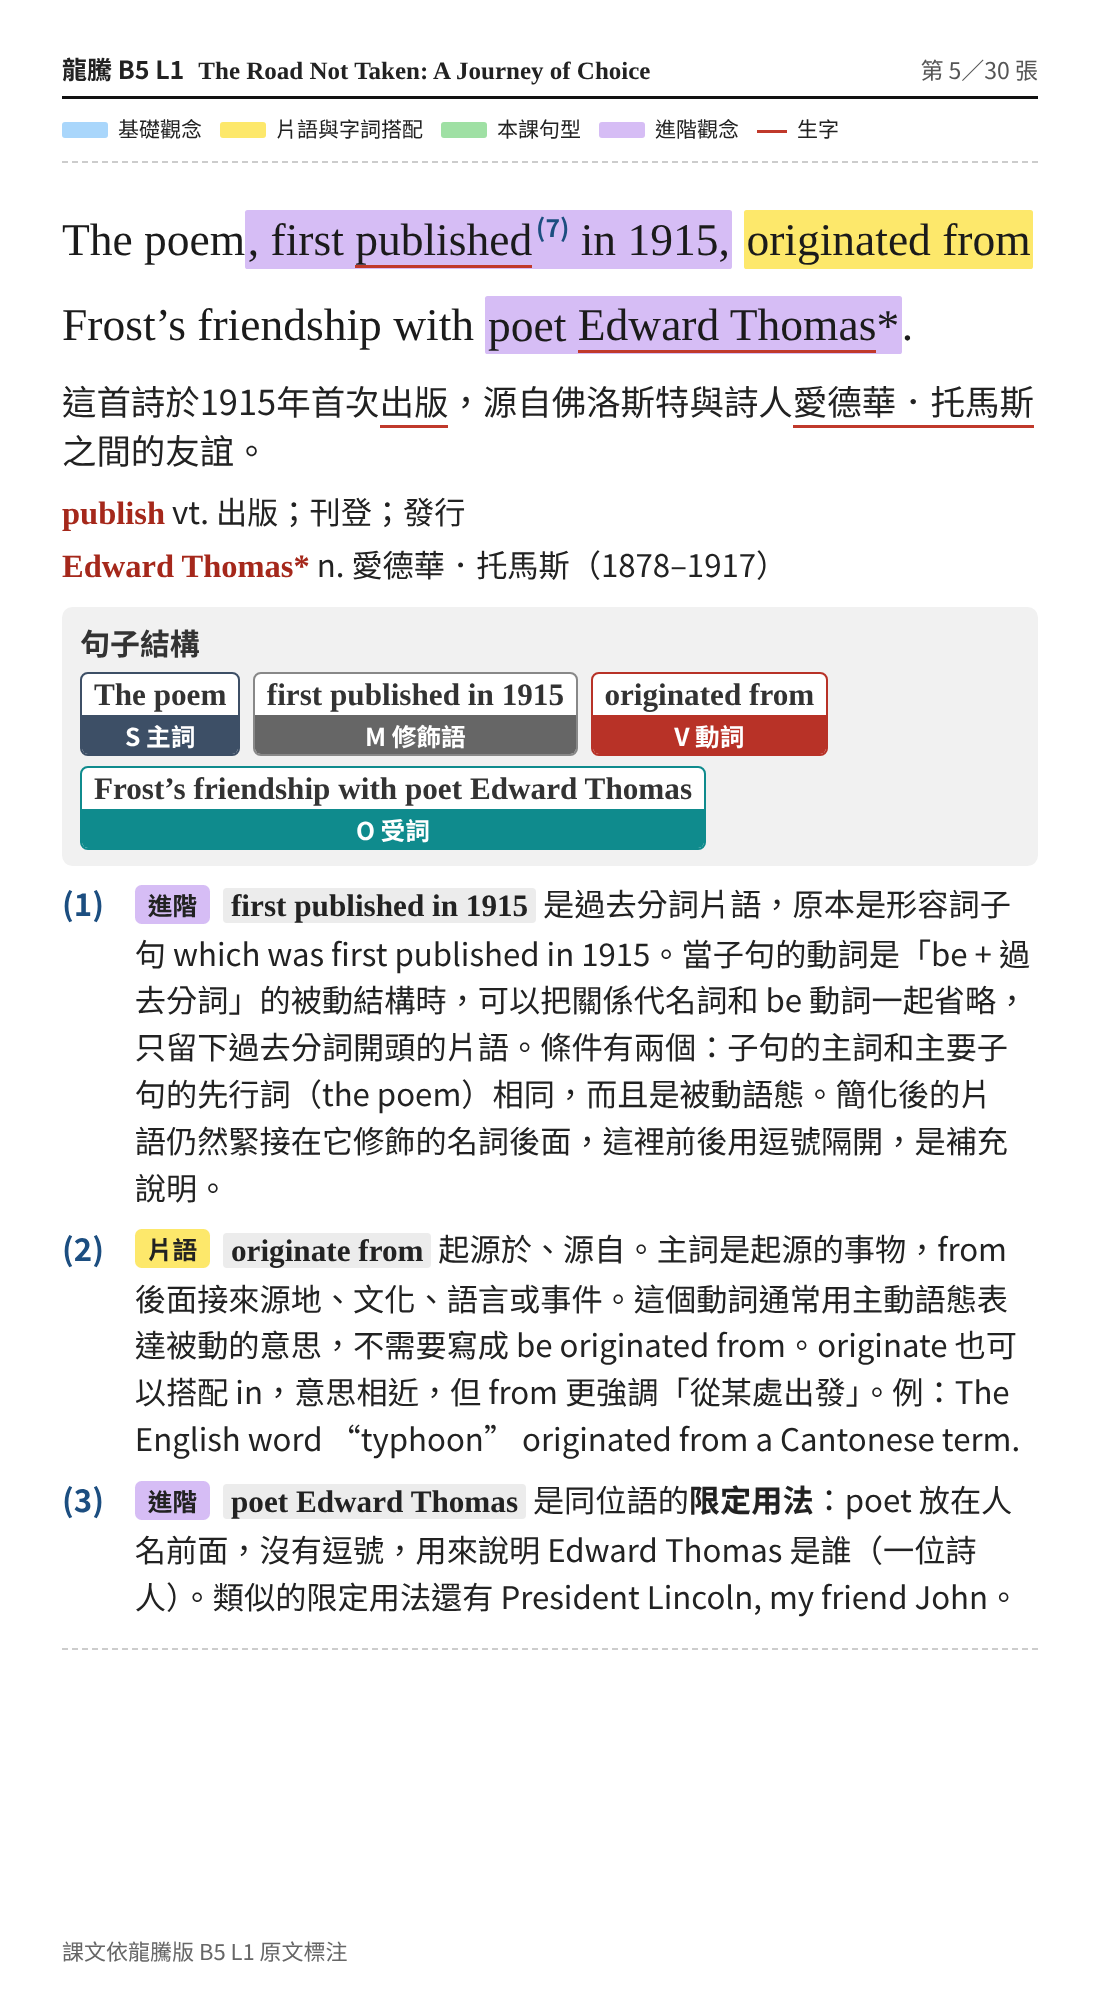 龍騰 B5 L1 The Road Not Taken: A Journey of Choice 第 5／30 張
基礎觀念 片語與字詞搭配 本課句型 進階觀念 生字
The poem, first published(7) in 1915, originated from
Frost’s friendship with poet Edward Thomas*.
這首詩於1915年首次出版，源自佛洛斯特與詩人愛德華．托馬斯
之間的友誼。
publish vt. 出版；刊登；發行
Edward Thomas* n. 愛德華．托馬斯（1878–1917）
句子結構
The poem first published in 1915 originated from
S 主詞 M 修飾語 V 動詞
Frost’s friendship with poet Edward Thomas
O 受詞
(1) 進階 first published in 1915 是過去分詞片語，原本是形容詞子
句 which was first published in 1915。當子句的動詞是「be + 過
去分詞」的被動結構時，可以把關係代名詞和 be 動詞一起省略，
只留下過去分詞開頭的片語。條件有兩個：子句的主詞和主要子
句的先行詞（the poem）相同，而且是被動語態。簡化後的片
語仍然緊接在它修飾的名詞後面，這裡前後用逗號隔開，是補充
說明。
(2) 片語 originate from 起源於、源自。主詞是起源的事物，from
後面接來源地、文化、語言或事件。這個動詞通常用主動語態表
達被動的意思，不需要寫成 be originated from。originate 也可
以搭配 in，意思相近，但 from 更強調「從某處出發」。例：The
English word “typhoon” originated from a Cantonese term.
(3) 進階 poet Edward Thomas 是同位語的限定用法：poet 放在人
名前面，沒有逗號，用來說明 Edward Thomas 是誰（一位詩
人）。類似的限定用法還有 President Lincoln, my friend John。
課文依龍騰版 B5 L1 原文標注